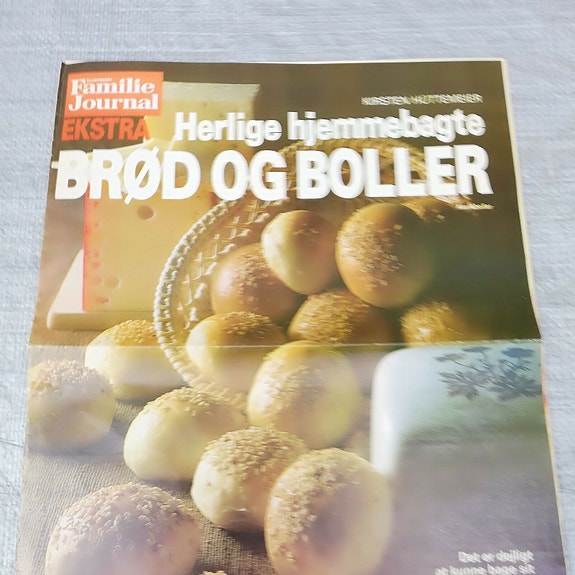 Familie
Journal
EKSTRA
KIRSTEN HÜTTEMEIER
Herlige hjemmebagte
BRØD OG BOLLER
Det er dejligt
at kunne bage sit